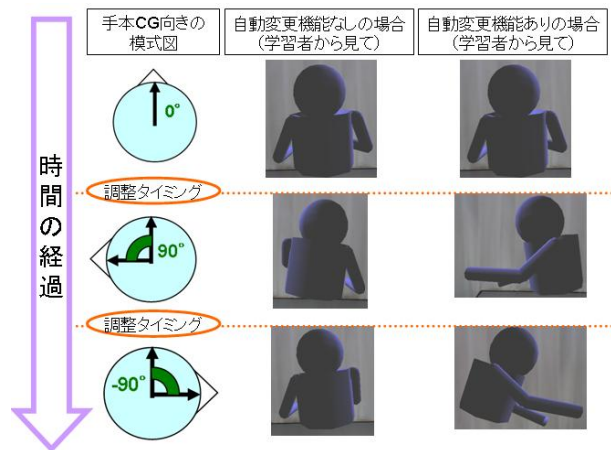 手本CG向きの
模式図
自動変更機能なしの場合
(学習者から見て)
自動変更機能ありの場合
(学習者から見て)
時間の経過
0°
調整タイミング
90°
調整タイミング
-90°